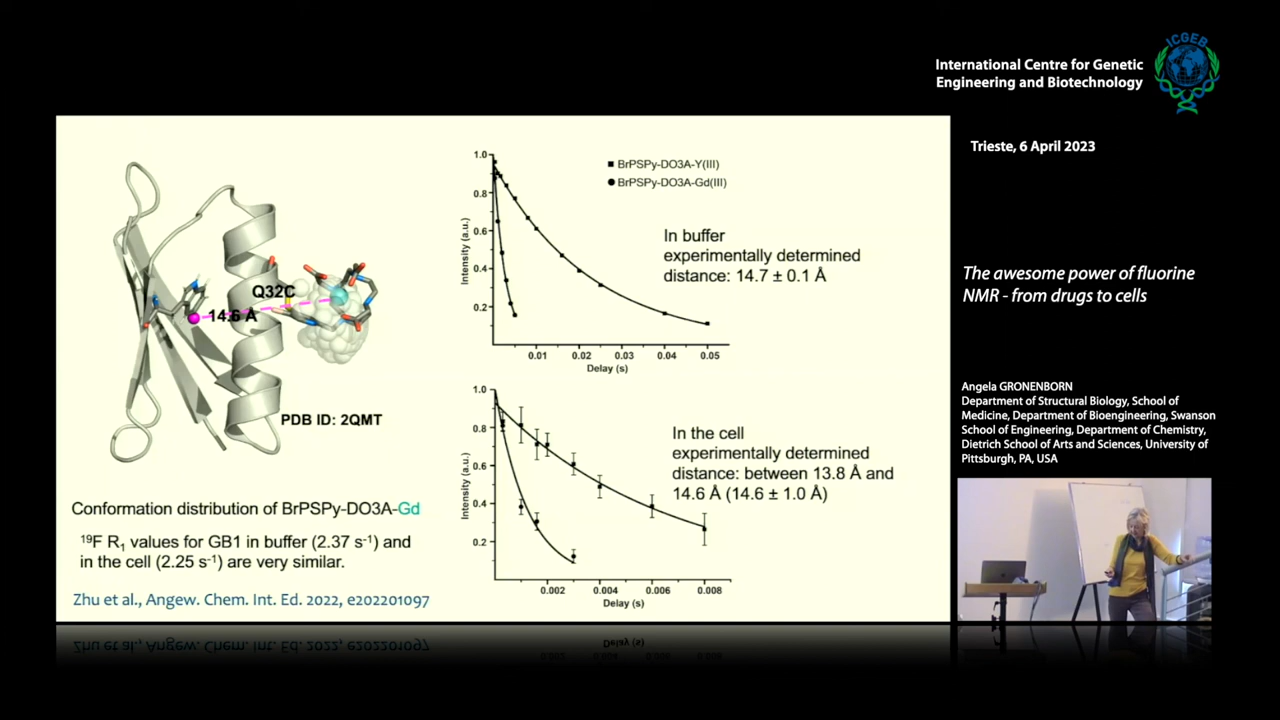 ICGEB
International Centre for Genetic
Engineering and Biotechnology
Trieste, 6 April 2023
The awesome power of fluorine
NMR - from drugs to cells
Angela GRONENBORN
Department of Structural Biology, School of
Medicine, Department of Bioengineering, Swanson
School of Engineering, Department of Chemistry,
Dietrich School of Arts and Sciences, University of
Pittsburgh, PA, USA
Q32C
14.6 Å
PDB ID: 2QMT
Conformation distribution of BrPSPy-DO3A-Gd
¹⁹F R₁ values for GB1 in buffer (2.37 s⁻¹) and
in the cell (2.25 s⁻¹) are very similar.
Zhu et al., Angew. Chem. Int. Ed. 2022, e202201097
1.0
0.8
0.6
0.4
0.2
Intensity (a.u.)
0.01 0.02 0.03 0.04 0.05
Delay (s)
BrPSPy-DO3A-Y(III)
BrPSPy-DO3A-Gd(III)
In buffer
experimentally determined
distance: 14.7 ± 0.1 Å
1.0
0.8
0.6
0.4
0.2
Intensity (a.u.)
0.002 0.004 0.006 0.008
Delay (s)
In the cell
experimentally determined
distance: between 13.8 Å and
14.6 Å (14.6 ± 1.0 Å)